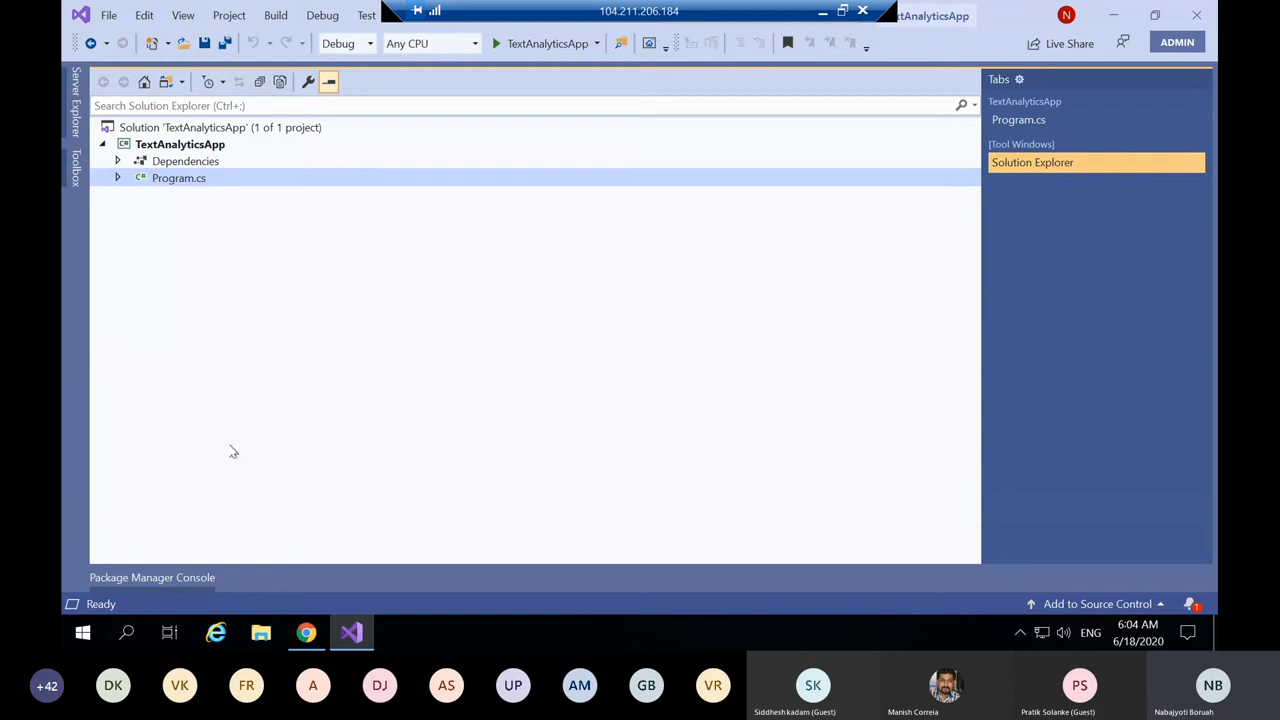 File Edit View Project Build Debug Test 104.211.206.184 xtAnalyticsApp N
Debug Any CPU TextAnalyticsApp Live Share ADMIN
Server Explorer
Toolbox
Search Solution Explorer (Ctrl+;)
Solution 'TextAnalyticsApp' (1 of 1 project)
TextAnalyticsApp
Dependencies
C# Program.cs
Tabs
TextAnalyticsApp
Program.cs
[Tool Windows]
Solution Explorer
Package Manager Console
Ready Add to Source Control 1
ENG 6:04 AM
6/18/2020
+42 DK VK FR A DJ AS UP AM GB VR SK PS NB
Siddhesh kadam (Guest) Manish Correia Pratik Solanke (Guest) Nabajyoti Boruah